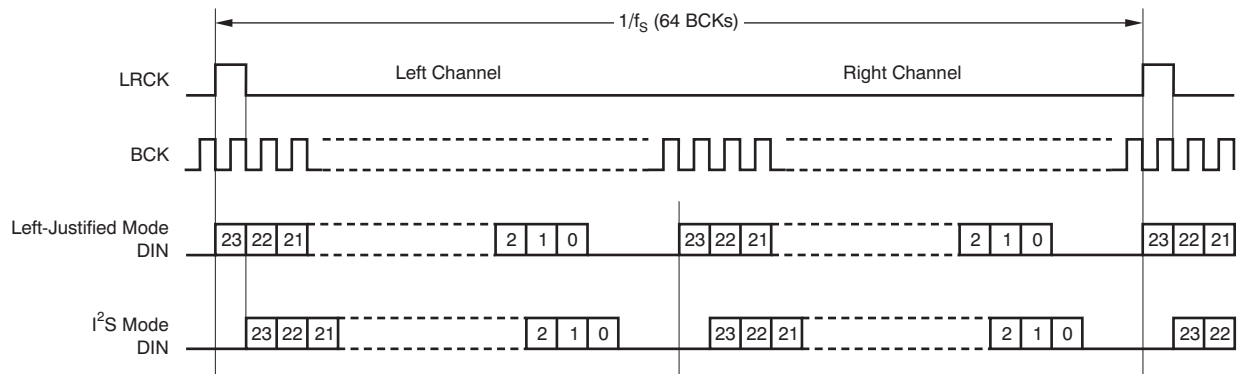 1/fS (64 BCKs)
LRCK
Left Channel
Right Channel
BCK
Left-Justified Mode
DIN
23 22 21 2 1 0 23 22 21 2 1 0 23 22 21
I2S Mode
DIN
23 22 21 2 1 0 23 22 21 2 1 0 23 22